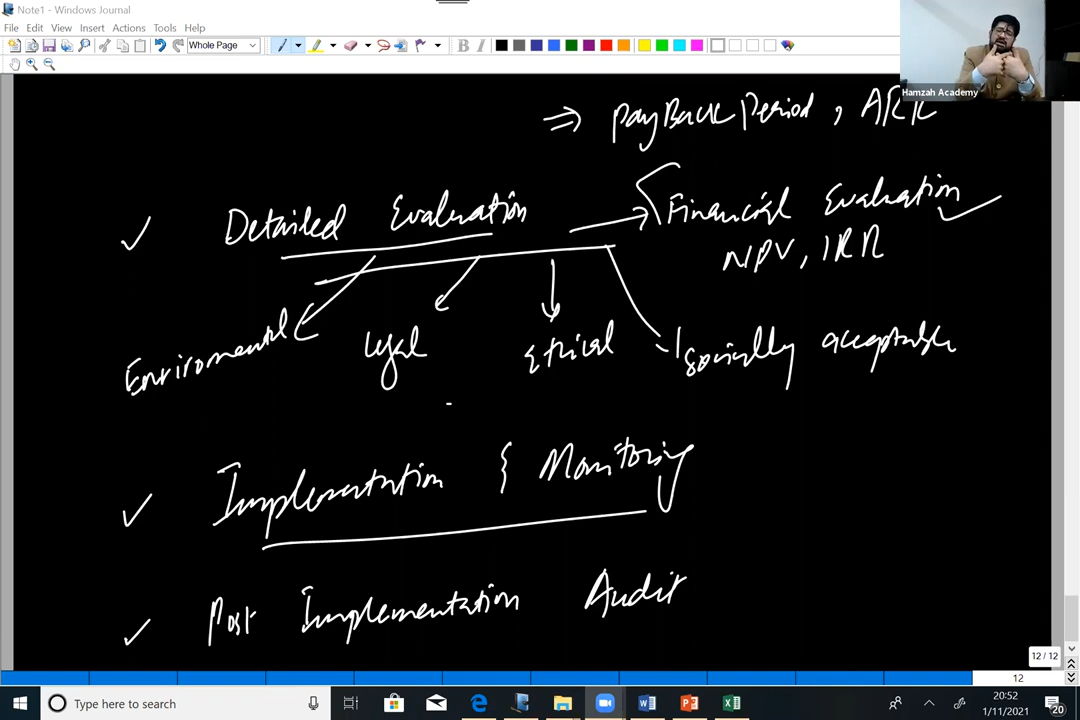 Note1 - Windows Journal
File Edit View Insert Actions Tools Help
Whole Page
Hamzah Academy
⇒ PayBack Period , ARR
✓ Detailed Evaluation → Financial Evaluation ✓
NPV, IRR
Enviromental Legal Ethical Socially acceptable
✓ Implementation & Monitoring
✓ Post Implementation Audit
12 / 12
12
Type here to search
20:52
1/11/2021
20